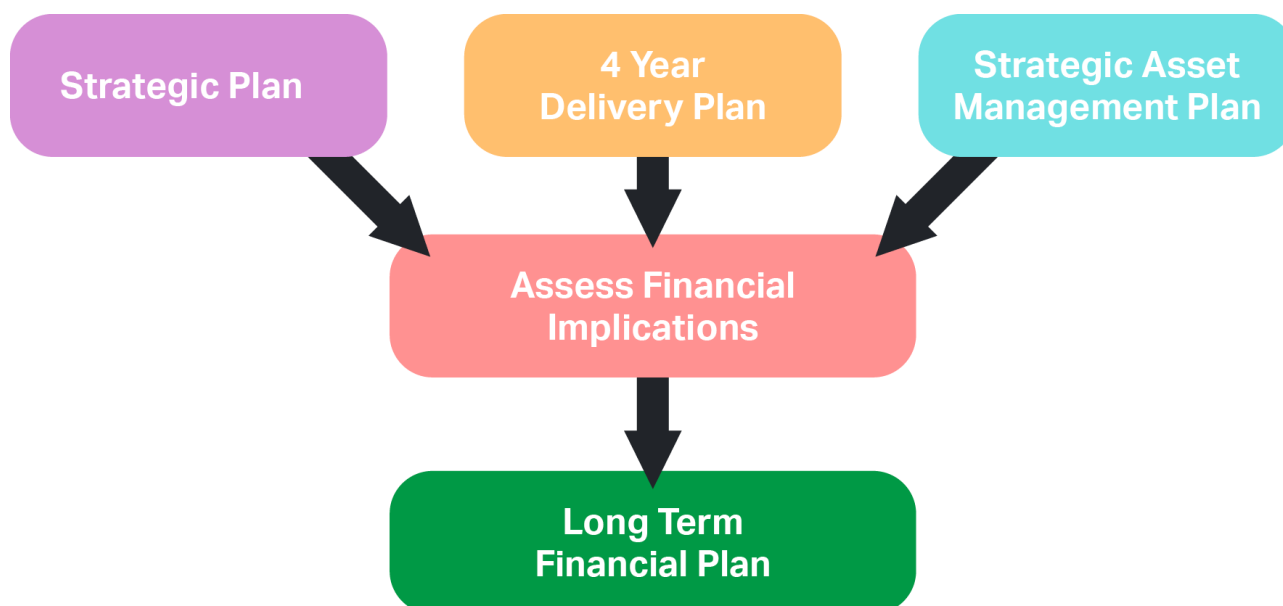 Strategic Plan
4 Year
Delivery Plan
Strategic Asset
Management Plan
Assess Financial
Implications
Long Term
Financial Plan